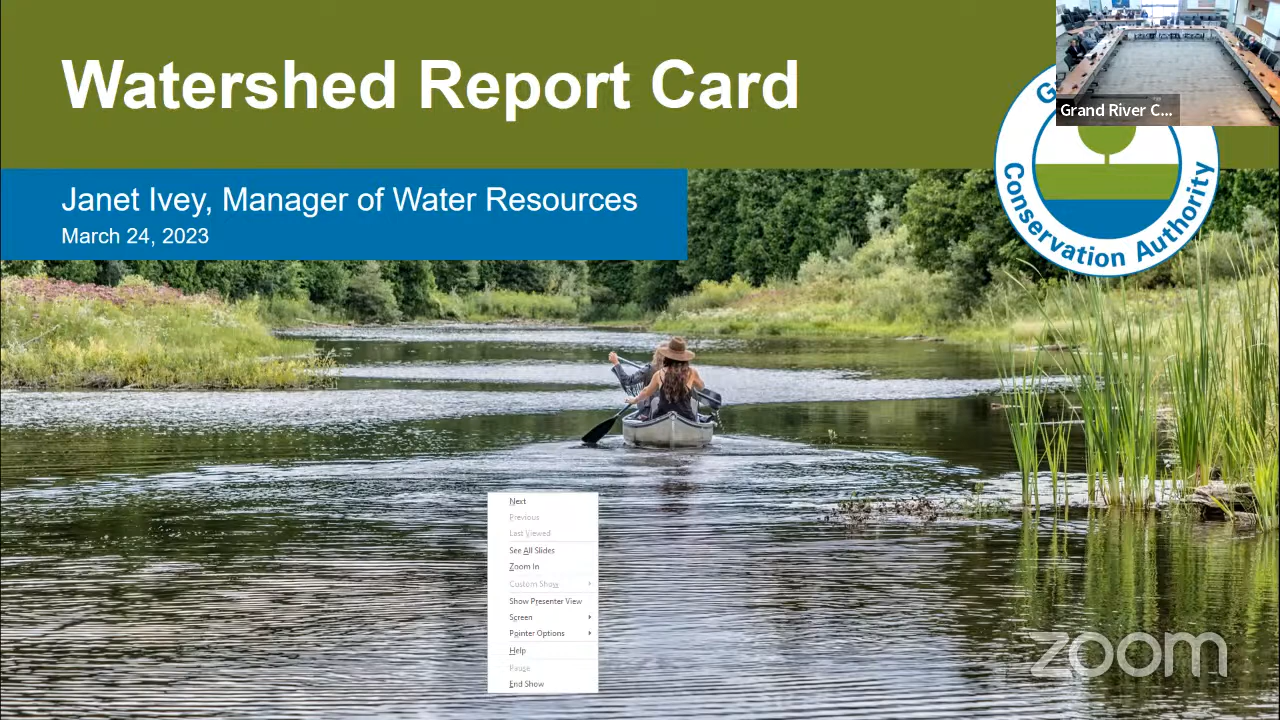 Watershed Report Card
Janet Ivey, Manager of Water Resources
March 24, 2023
Grand River C...
G
Conservation Authority
Next
Previous
Last Viewed
See All Slides
Zoom In
Custom Show
Show Presenter View
Screen
Pointer Options
Help
Pause
End Show
zoom